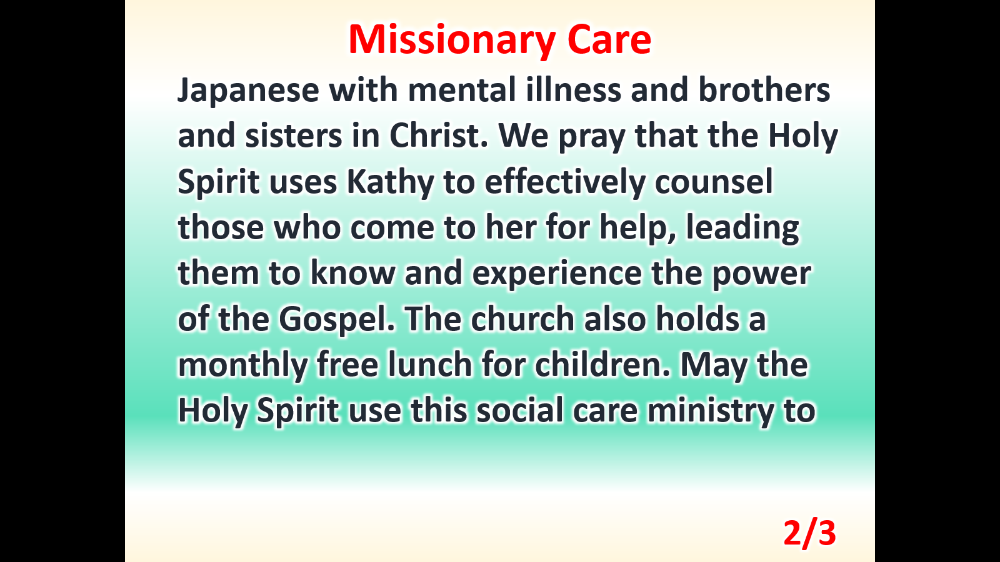 Missionary Care
Japanese with mental illness and brothers
and sisters in Christ. We pray that the Holy
Spirit uses Kathy to effectively counsel
those who come to her for help, leading
them to know and experience the power
of the Gospel. The church also holds a
monthly free lunch for children. May the
Holy Spirit use this social care ministry to
2/3